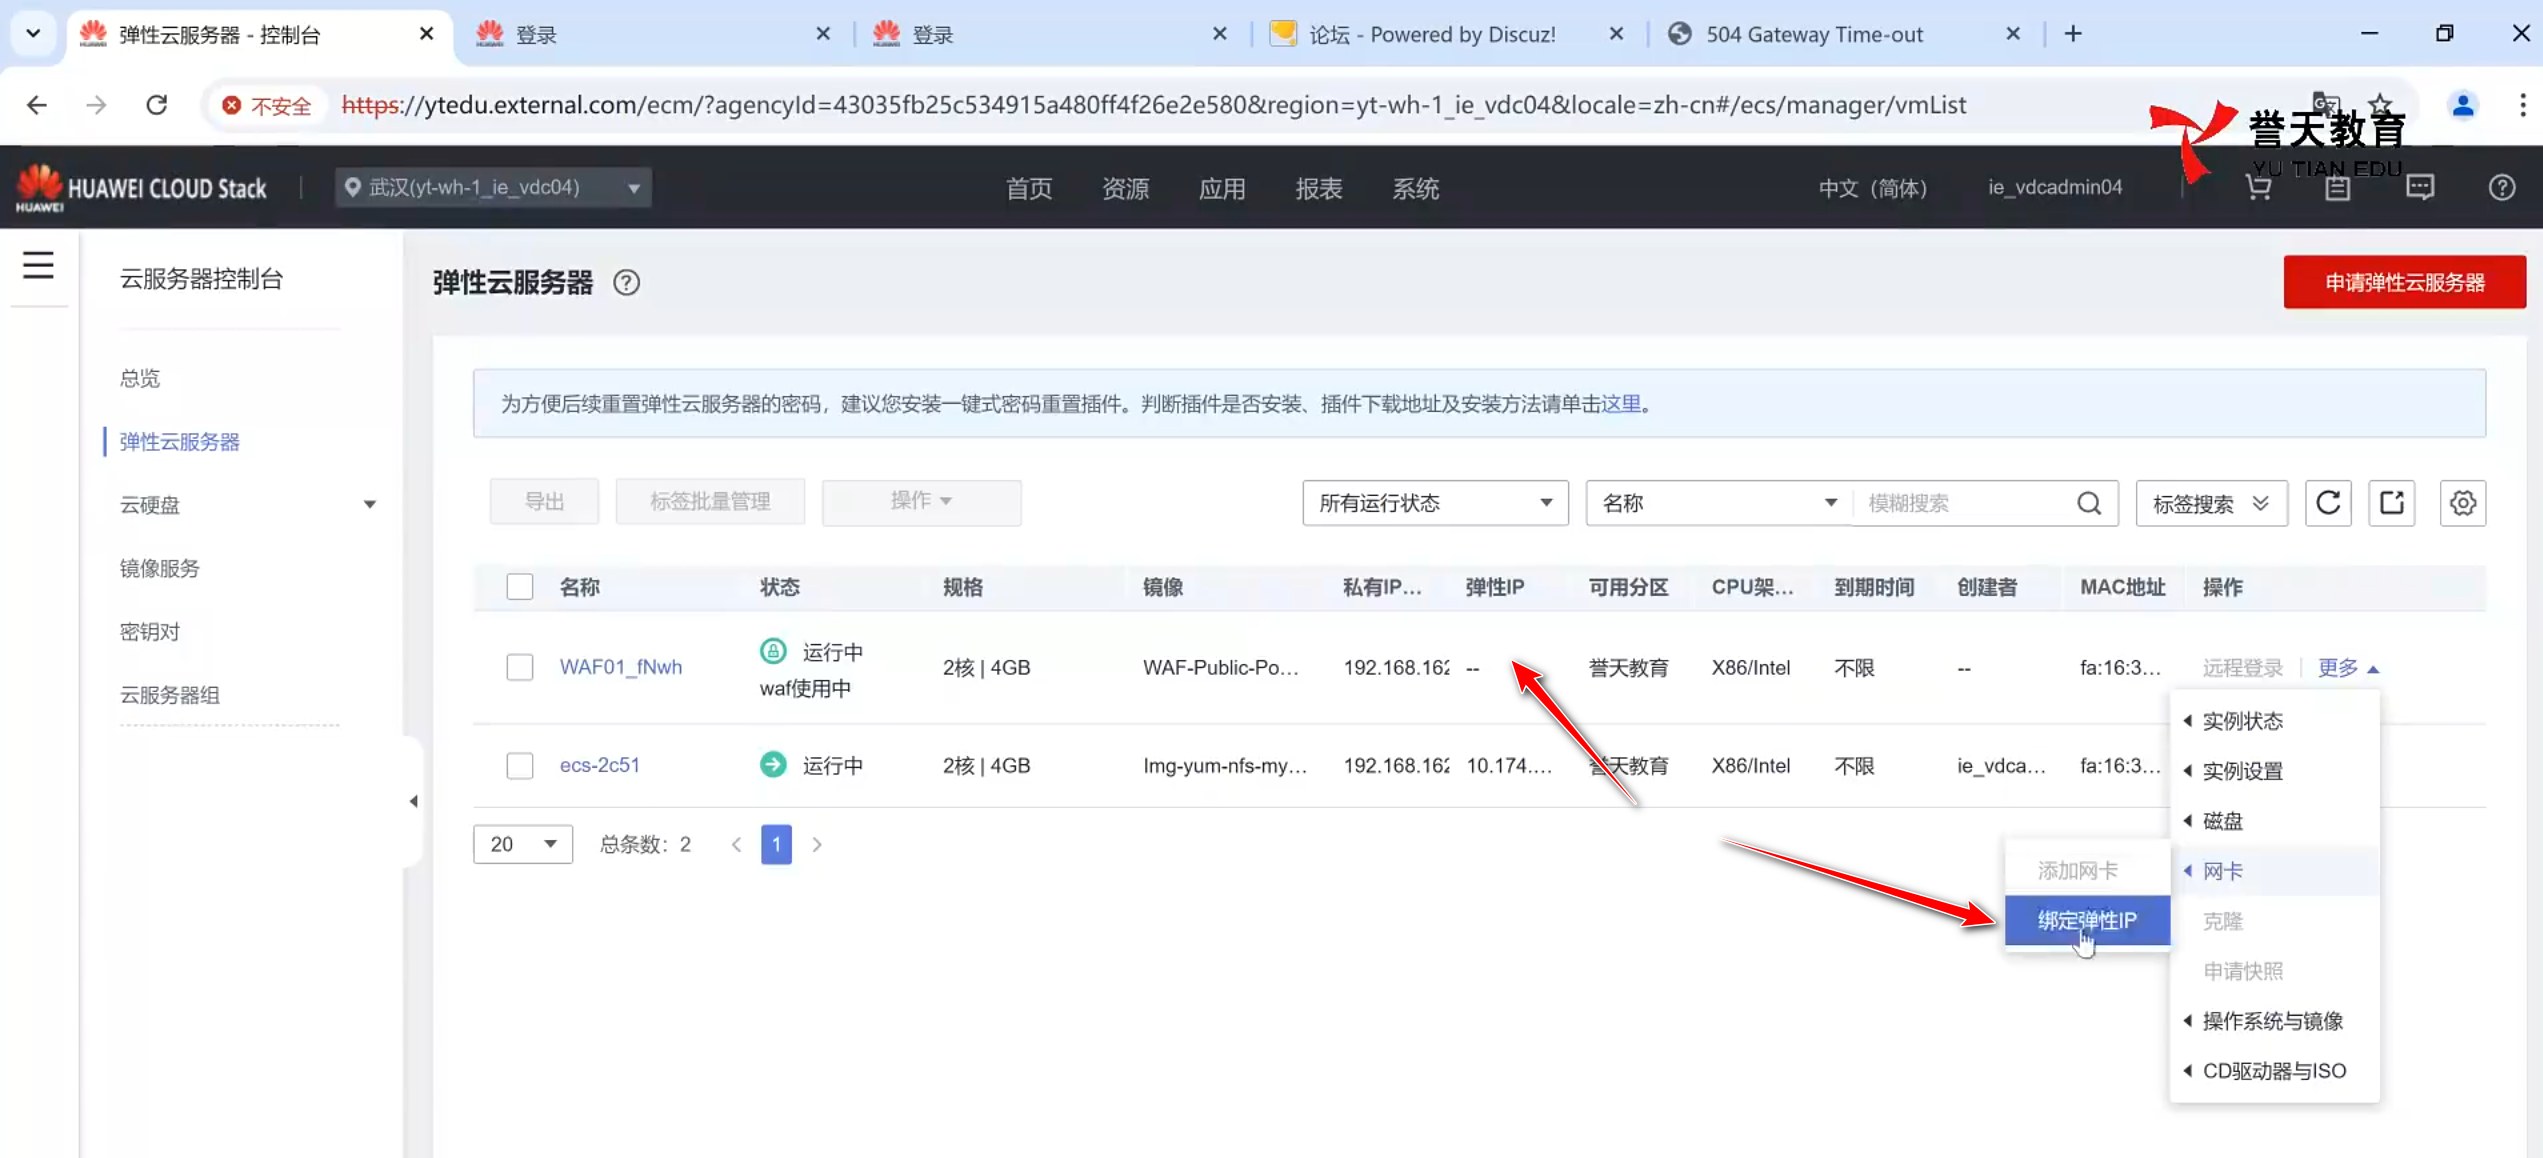 弹性云服务器 - 控制台
登录
登录
论坛 - Powered by Discuz!
504 Gateway Time-out
不安全
https://ytedu.external.com/ecm/?agencyId=43035fb25c534915a480ff4f26e2e580&region=yt-wh-1_ie_vdc04&locale=zh-cn#/ecs/manager/vmList
誉天教育
YU TIAN EDU
HUAWEI
HUAWEI CLOUD Stack
武汉(yt-wh-1_ie_vdc04)
首页
资源
应用
报表
系统
中文（简体）
ie_vdcadmin04
云服务器控制台
总览
弹性云服务器
云硬盘
镜像服务
密钥对
云服务器组
弹性云服务器
申请弹性云服务器
为方便后续重置弹性云服务器的密码，建议您安装一键式密码重置插件。判断插件是否安装、插件下载地址及安装方法请单击这里。
导出
标签批量管理
操作
所有运行状态
名称
模糊搜索
标签搜索
名称 状态 规格 镜像 私有IP... 弹性IP 可用分区 CPU架... 到期时间 创建者 MAC地址 操作
WAF01_fNwh 运行中 waf使用中 2核 | 4GB WAF-Public-Po... 192.168.162 -- 誉天教育 X86/Intel 不限 -- fa:16:3... 远程登录 更多
ecs-2c51 运行中 2核 | 4GB Img-yum-nfs-my... 192.168.162 10.174.... 誉天教育 X86/Intel 不限 ie_vdca... fa:16:3...
20
总条数: 2
1
实例状态
实例设置
磁盘
网卡
添加网卡
绑定弹性IP
克隆
申请快照
操作系统与镜像
CD驱动器与ISO